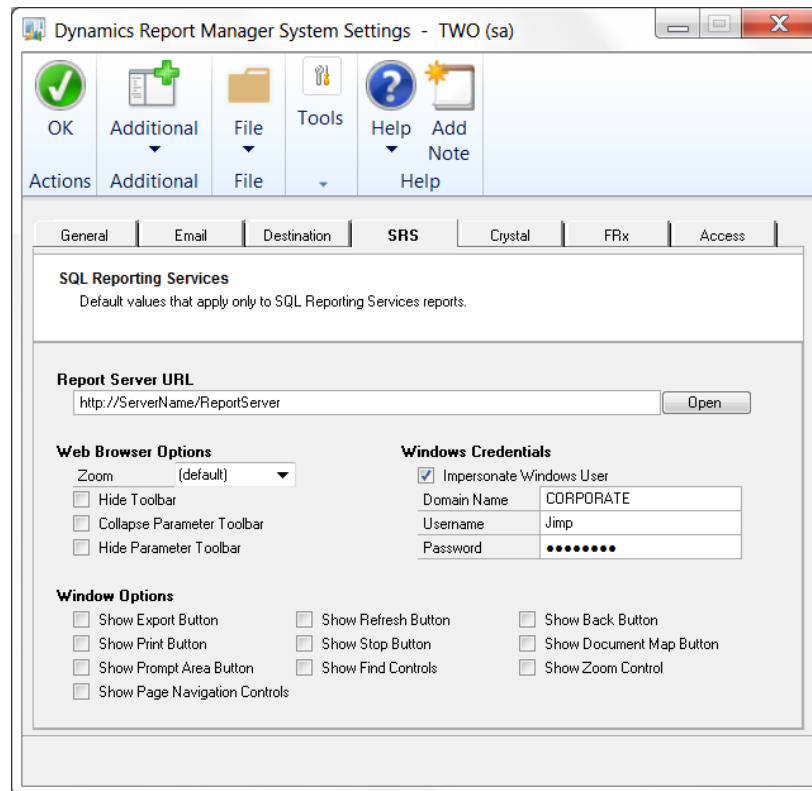 Dynamics Report Manager System Settings - TWO (sa)
OK Additional File Tools Help Add Note
Actions Additional File Help
General Email Destination SRS Crystal FRx Access
SQL Reporting Services
Default values that apply only to SQL Reporting Services reports.
Report Server URL
http://ServerName/ReportServer Open
Web Browser Options Windows Credentials
Zoom (default) Impersonate Windows User
Hide Toolbar Domain Name CORPORATE
Collapse Parameter Toolbar Username Jimp
Hide Parameter Toolbar Password ●●●●●●●●
Window Options
Show Export Button Show Refresh Button Show Back Button
Show Print Button Show Stop Button Show Document Map Button
Show Prompt Area Button Show Find Controls Show Zoom Control
Show Page Navigation Controls